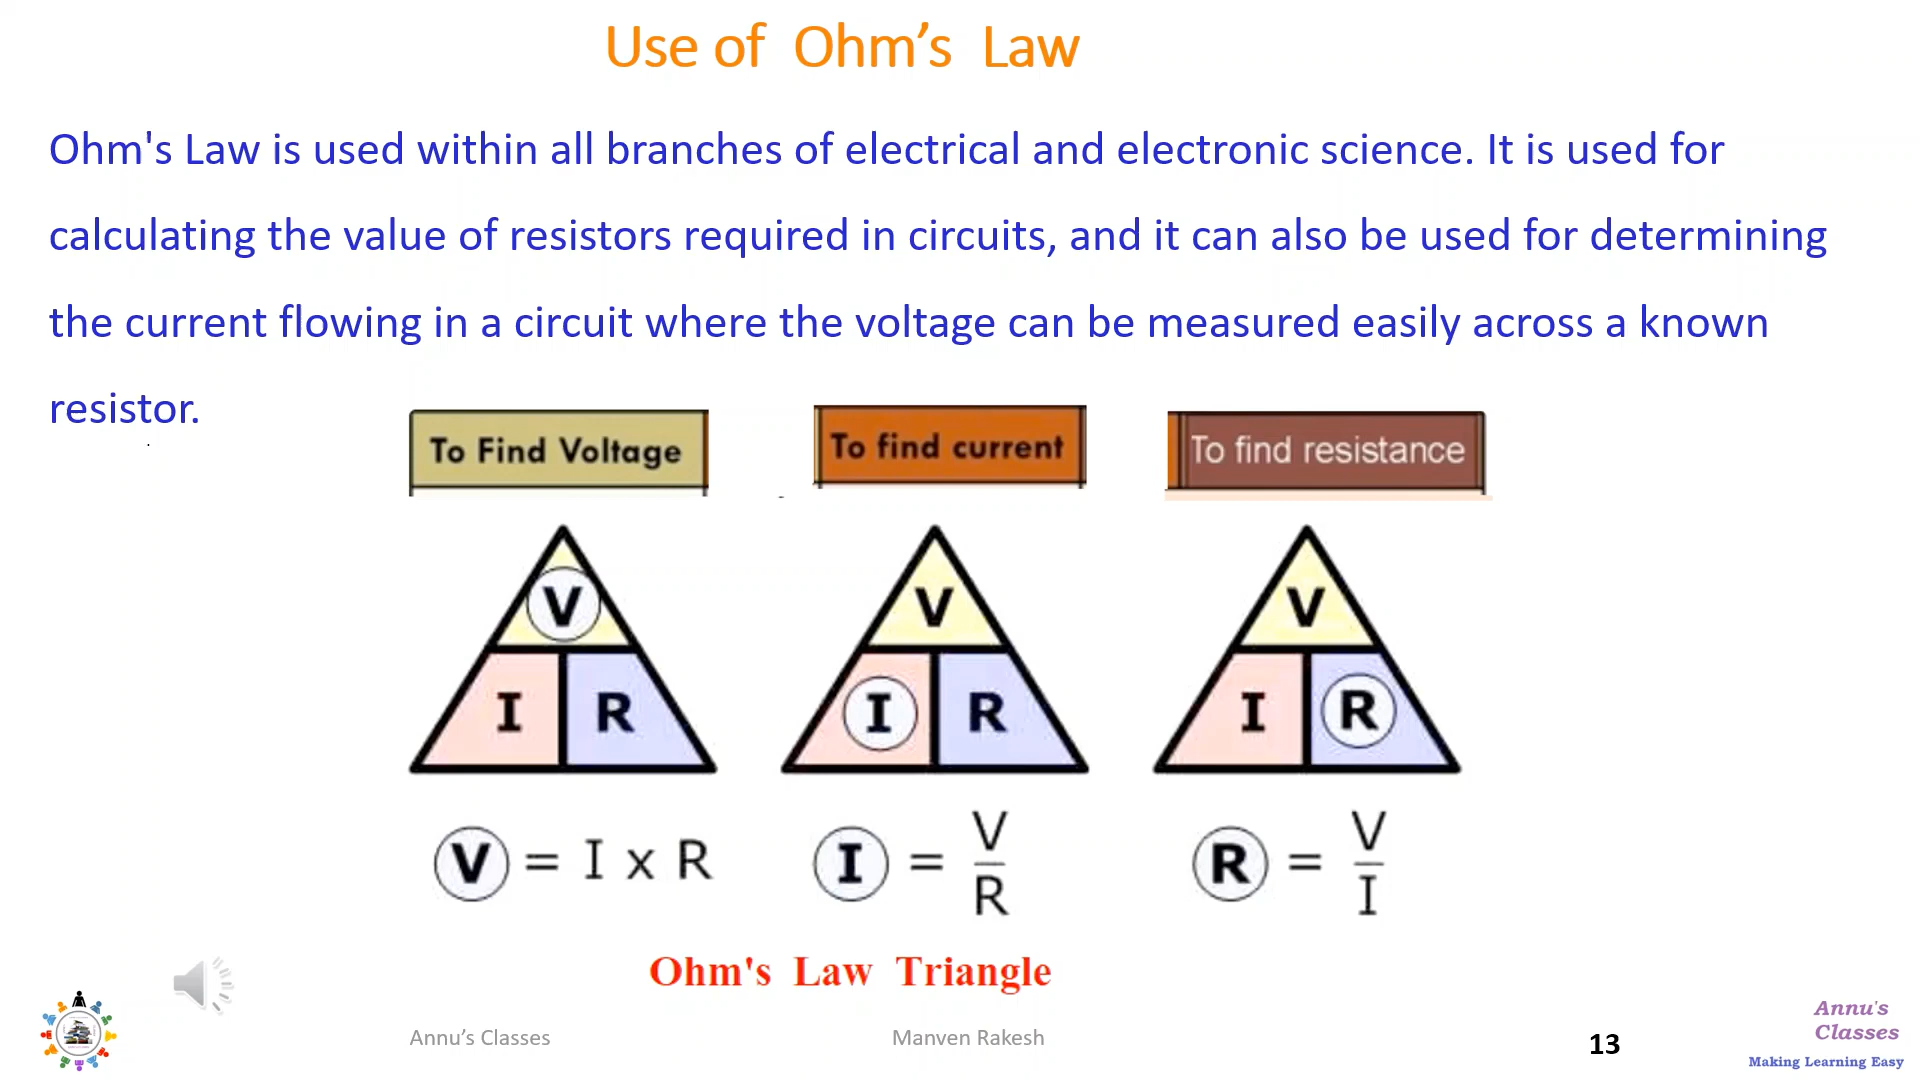 Use of Ohm’s Law
Ohm's Law is used within all branches of electrical and electronic science. It is used for
calculating the value of resistors required in circuits, and it can also be used for determining
the current flowing in a circuit where the voltage can be measured easily across a known
resistor.
To Find Voltage
To find current
To find resistance
V
I R
V
I R
V
I R
V = I x R
I = V
R
R = V
I
Ohm's Law Triangle
Annu’s Classes
Manven Rakesh
13
Annu's
Classes
Making Learning Easy